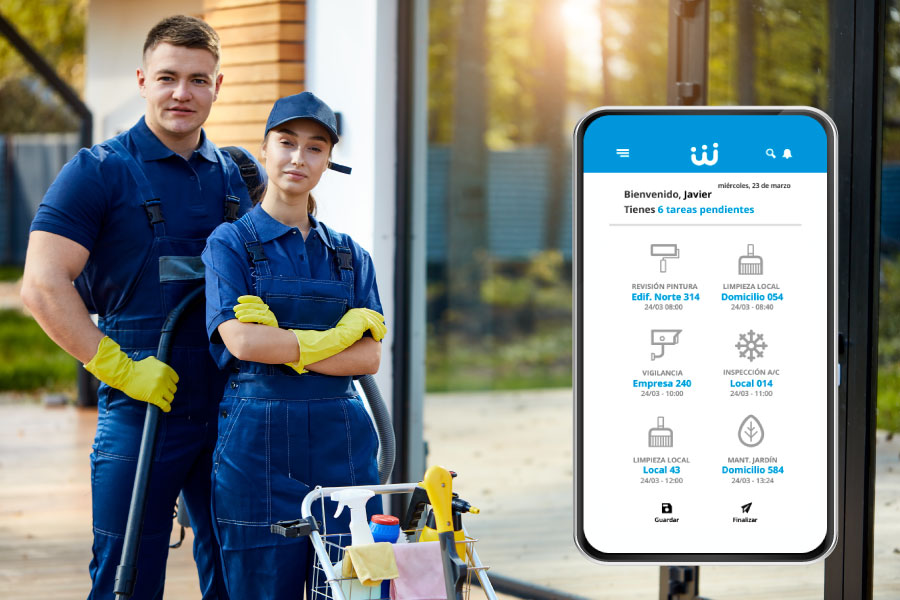 miércoles, 23 de marzo
Bienvenido, Javier
Tienes 6 tareas pendientes
REVISIÓN PINTURA
Edif. Norte 314
24/03 08:00
LIMPIEZA LOCAL
Domicilio 054
24/03 - 08:40
VIGILANCIA
Empresa 240
24/03 - 10:00
INSPECCIÓN A/C
Local 014
24/03 - 11:00
LIMPIEZA LOCAL
Local 43
24/03 - 12:00
MANT. JARDÍN
Domicilio 584
24/03 - 13:24
Guardar
Finalizar